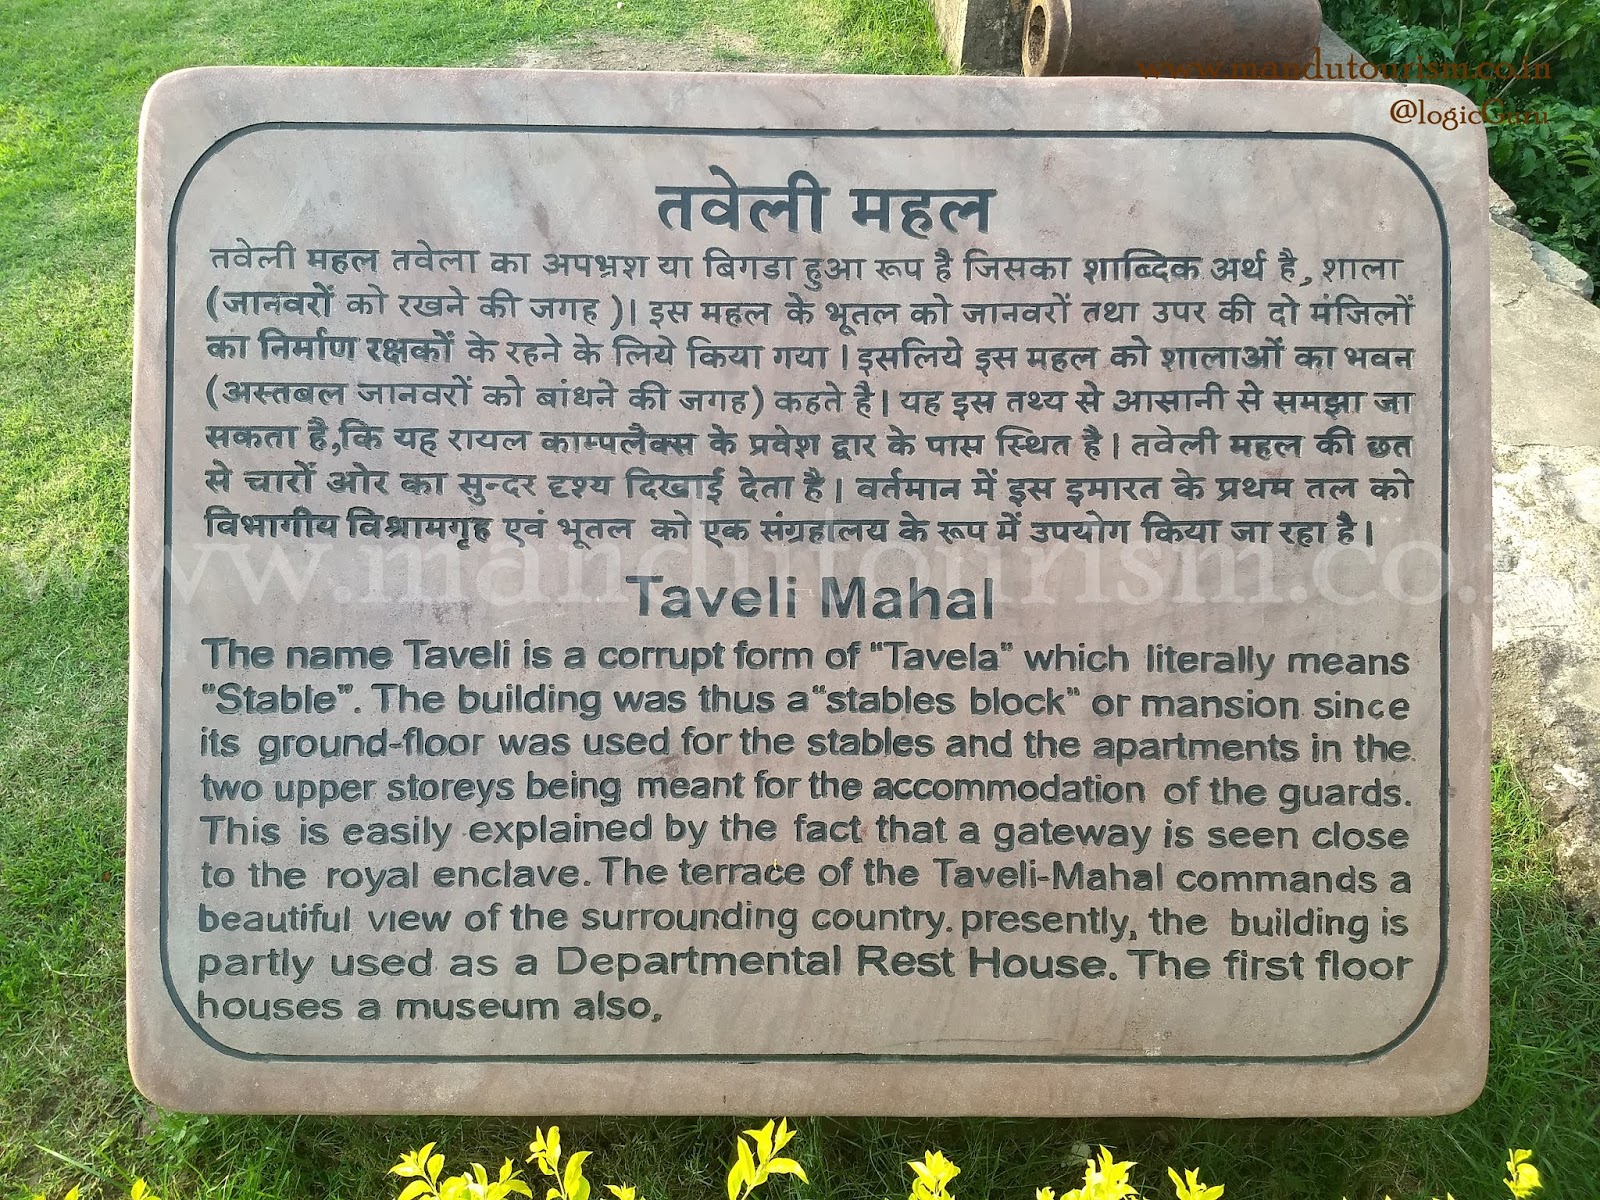 www.mandutourism.co.in
@logicGuru
तवेली महल
तवेली महल तवेला का अपभ्रश या बिगडा हुआ रूप है जिसका शाब्दिक अर्थ है, शाला
(जानवरों को रखने की जगह )। इस महल के भूतल को जानवरों तथा उपर की दो मंजिलों
का निर्माण रक्षकों के रहने के लिये किया गया। इसलिये इस महल को शालाओं का भवन
(अस्तबल जानवरों को बांधने की जगह) कहते है। यह इस तथ्य से आसानी से समझा जा
सकता है,कि यह रायल काम्पलैक्स के प्रवेश द्वार के पास स्थित है। तवेली महल की छत
से चारों ओर का सुन्दर दृश्य दिखाई देता है। वर्तमान में इस इमारत के प्रथम तल को
विभागीय विश्रामगृह एवं भूतल को एक संग्रहालय के रूप में उपयोग किया जा रहा है।
www.mandutourism.co.
Taveli Mahal
The name Taveli is a corrupt form of "Tavela" which literally means
"Stable". The building was thus a "stables block" or mansion since
its ground-floor was used for the stables and the apartments in the
two upper storeys being meant for the accommodation of the guards.
This is easily explained by the fact that a gateway is seen close
to the royal enclave. The terrace of the Taveli-Mahal commands a
beautiful view of the surrounding country. presently, the building is
partly used as a Departmental Rest House. The first floor
houses a museum also.